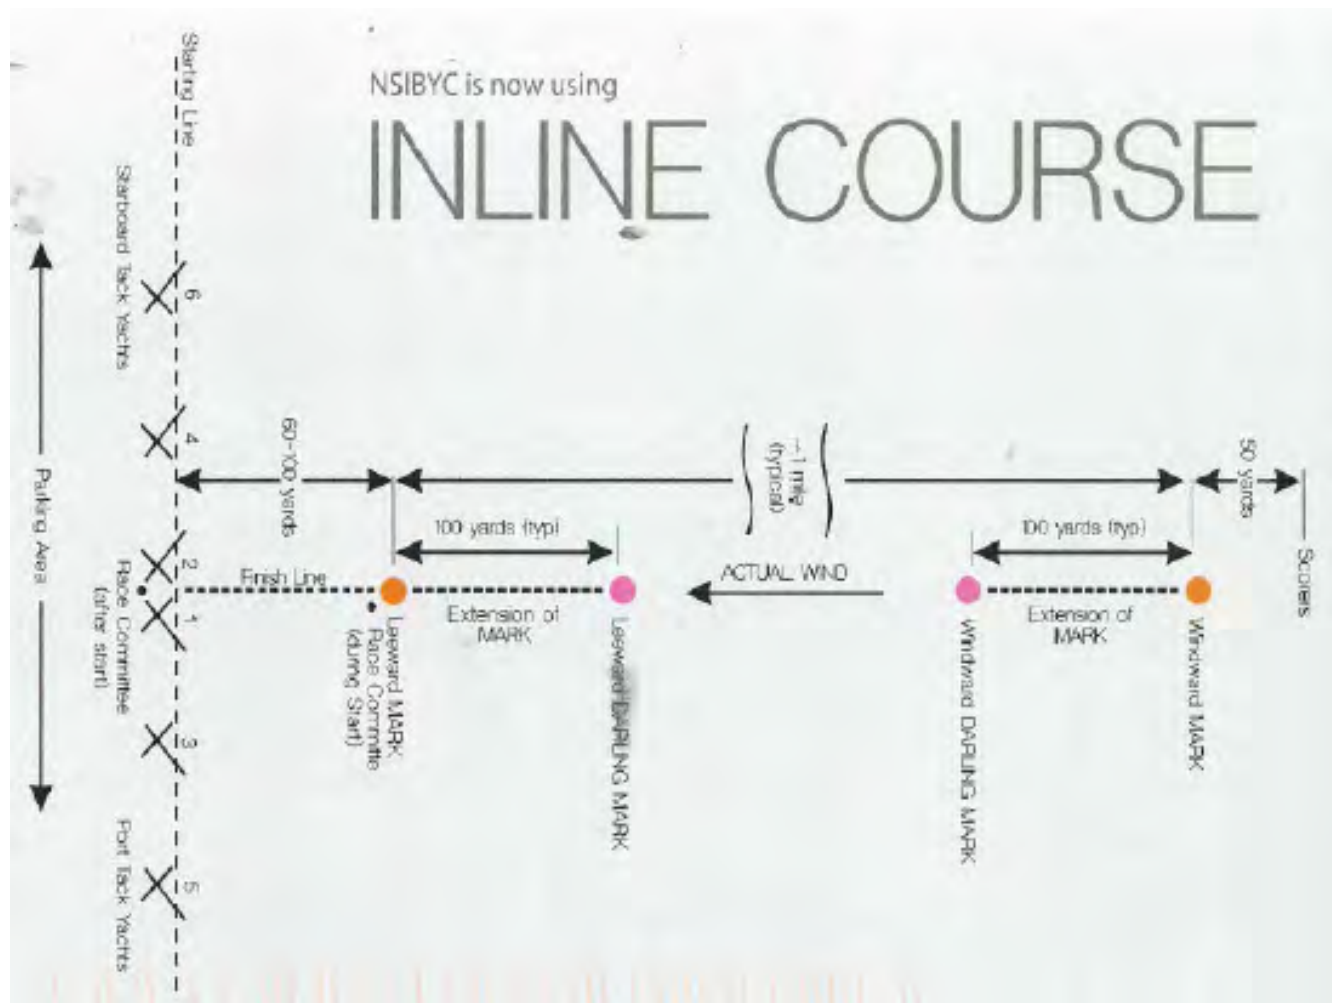 NSIBYC is now using
INLINE COURSE
Starting Line
Starboard Tack Yachts
6
4
2
1
3
5
Parking Area
Race Committee
(after start)
Port Tack Yachts
60-100 yards
~1 mile
(typical)
50 yards
Scorers
100 yards (typ)
100 yards (typ)
Finish Line
ACTUAL WIND
Extension of
MARK
Extension of
MARK
Leeward MARK
Race Committe
(during Start)
Leeward DARLING MARK
Windward DARLING MARK
Windward MARK